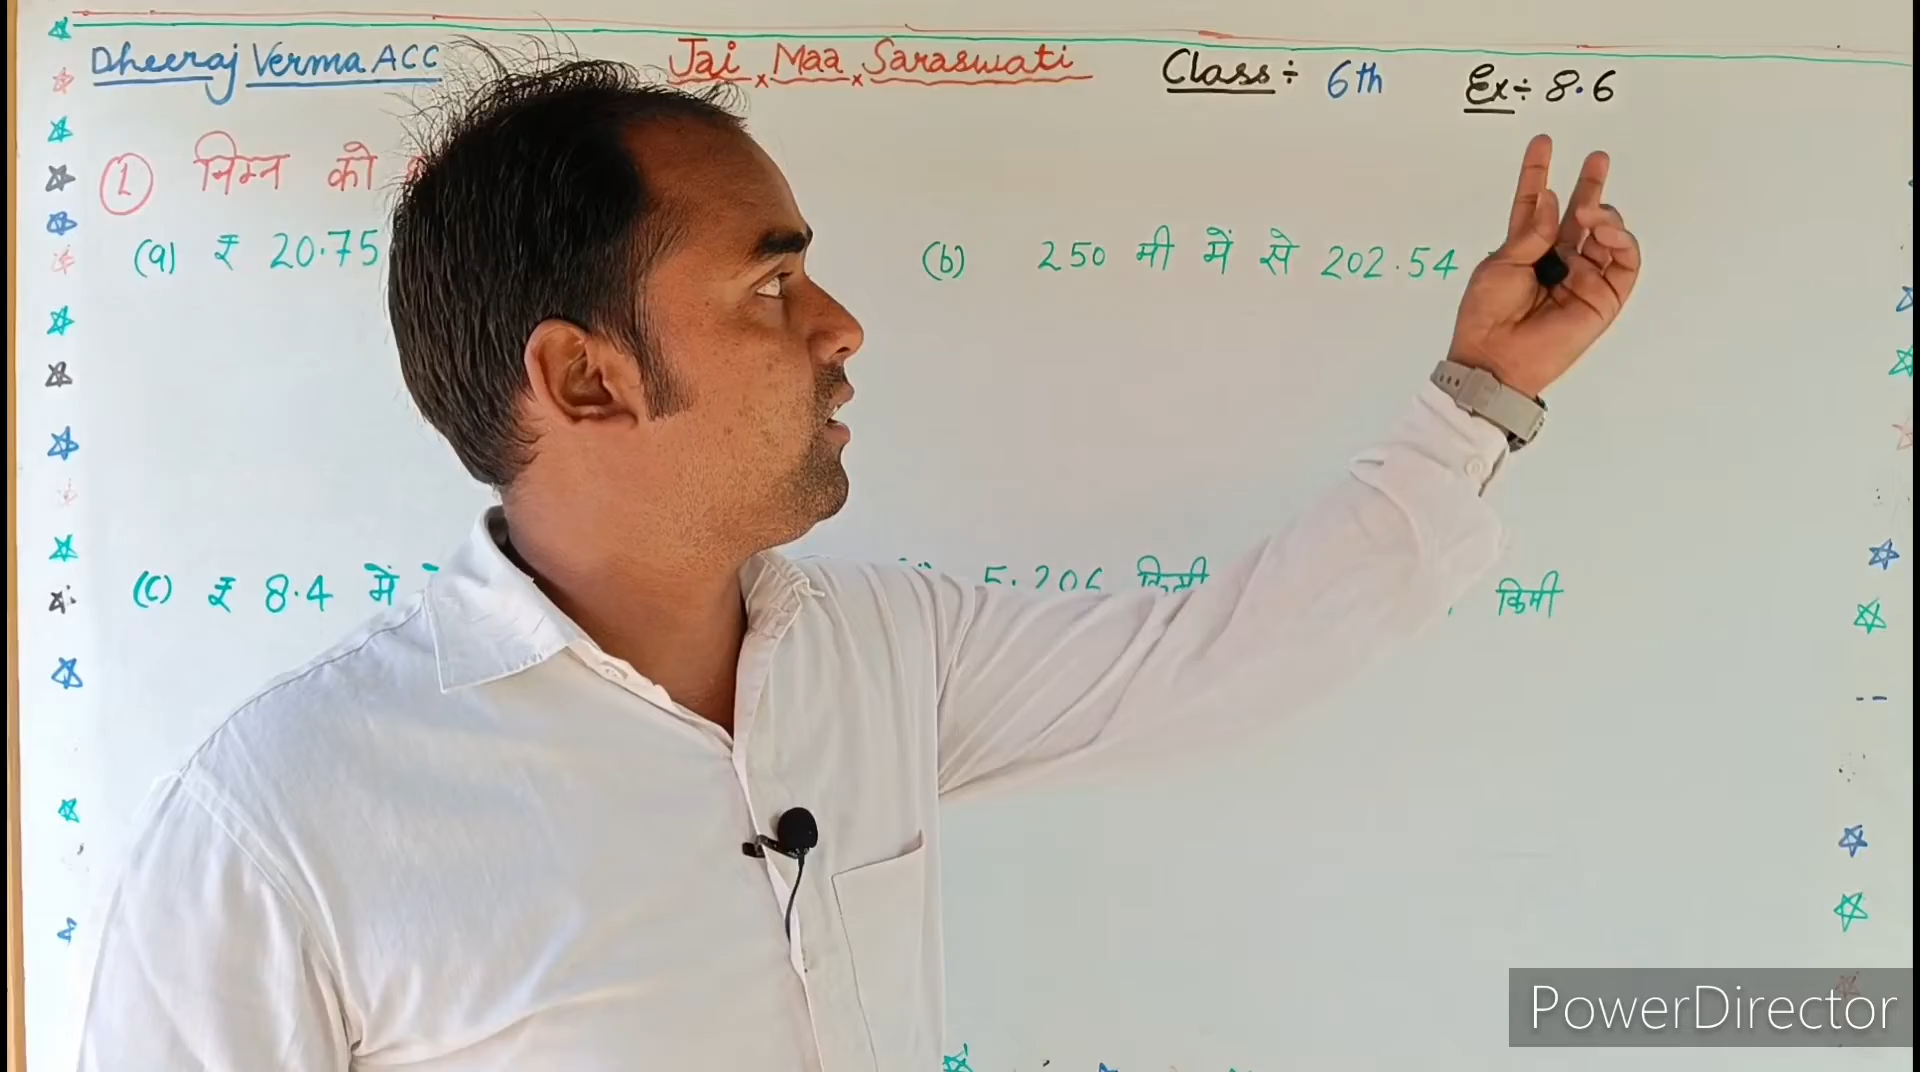 Dheeraj Verma ACC Jai × Maa × Saraswati Class ÷ 6th Ex ÷ 8.6
① निम्न को
(a) ₹ 20.75 (b) 250 मी में से 202.54
(c) ₹ 8.4 में 5.206 किमी किमी
PowerDirector